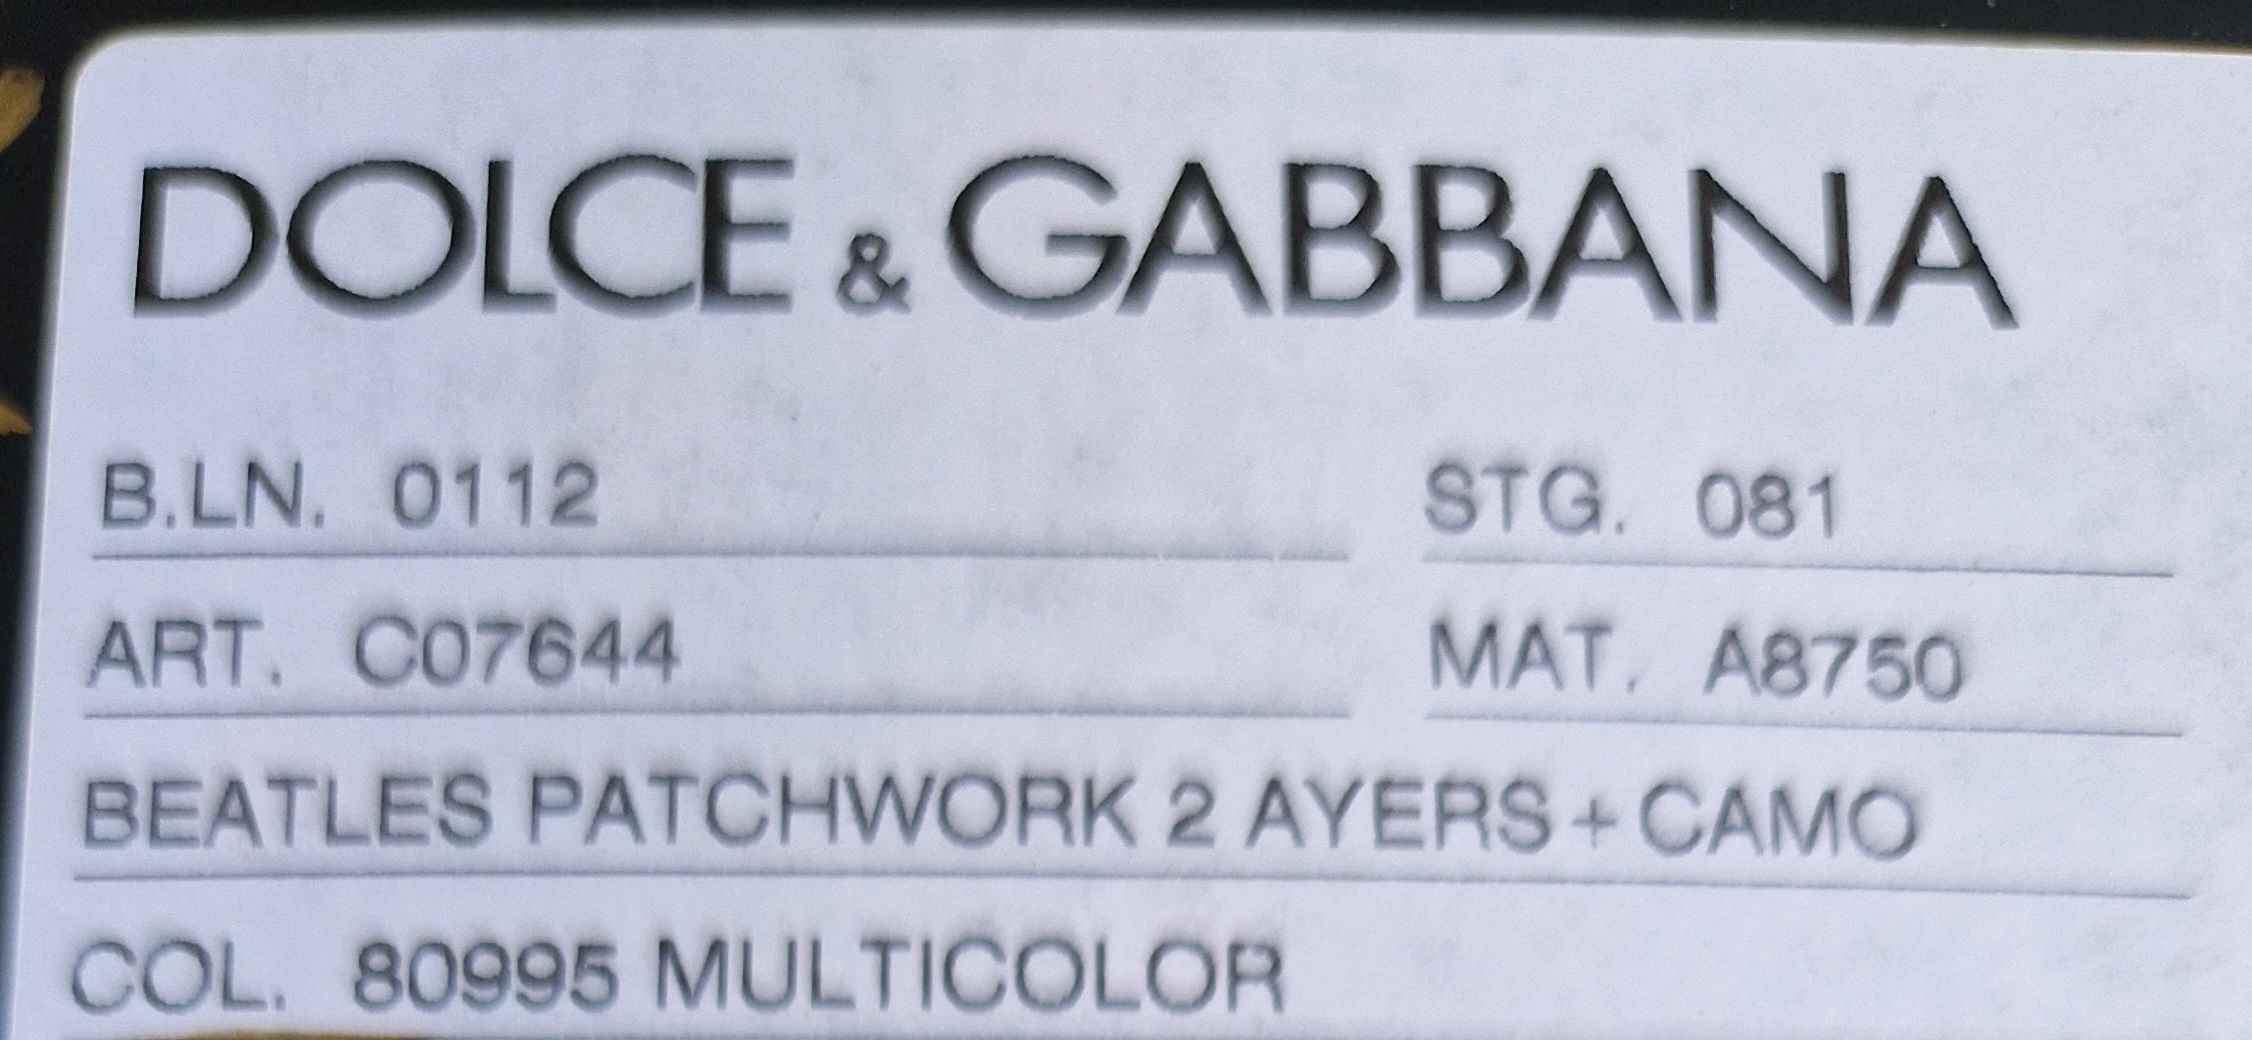 DOLCE & GABBANA
B.LN. 0112 STG. 081
ART. C07644 MAT. A8750
BEATLES PATCHWORK 2 AYERS+CAMO
COL. 80995 MULTICOLOR